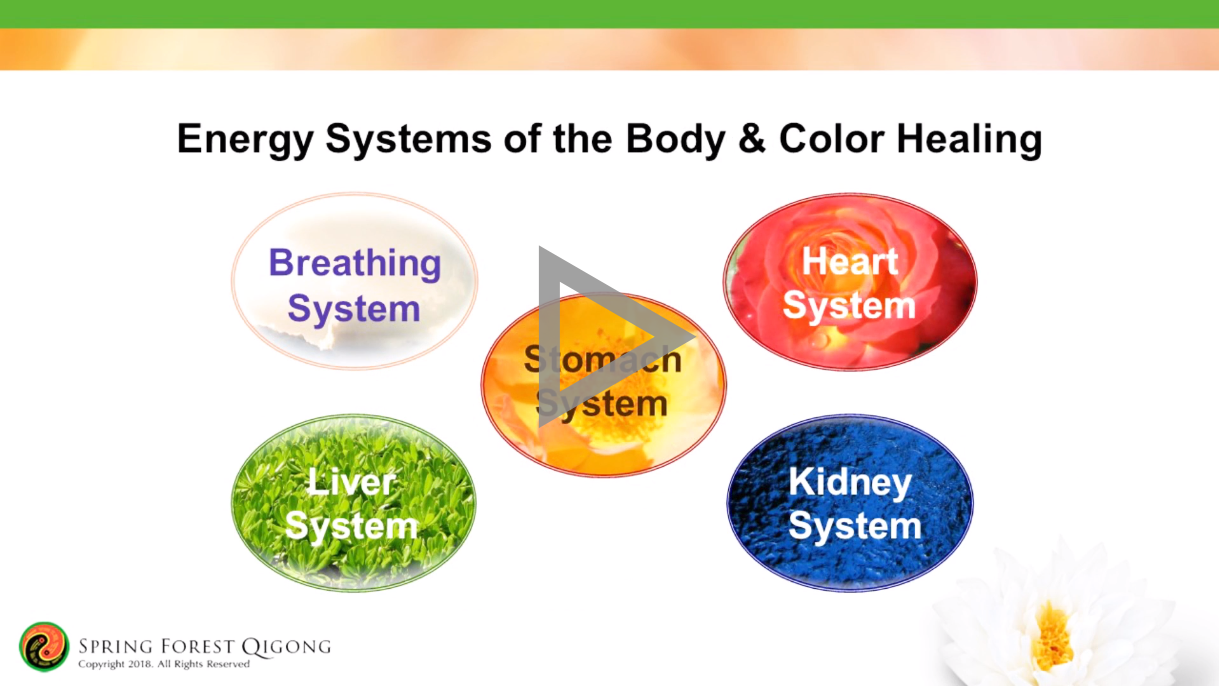 Energy Systems of the Body & Color Healing
Breathing
System
Heart
System
Stomach
System
Liver
System
Kidney
System
SPRING FOREST QIGONG
Copyright 2018. All Rights Reserved